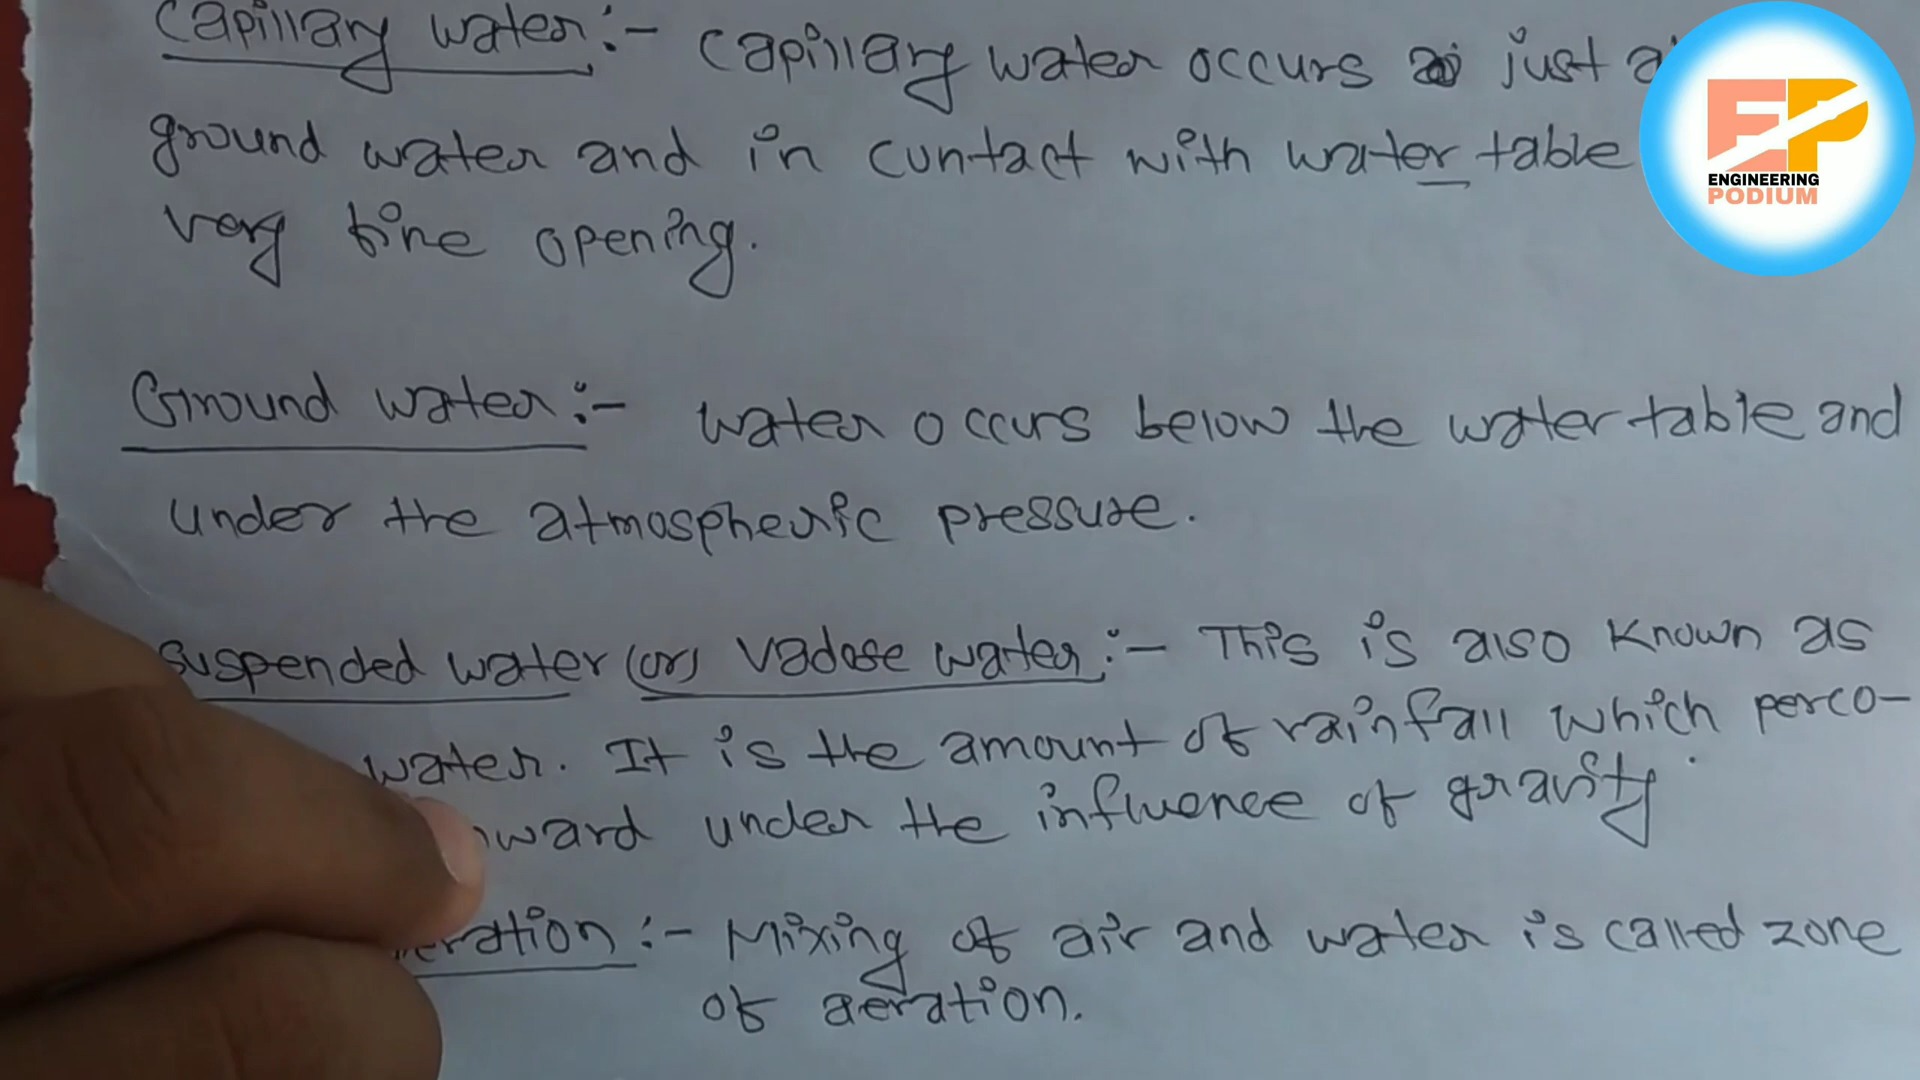 Capillary water:- Capillary water occurs just
ground water and in cuntact with water table
very fine opening.
Ground water:- water occurs below the water table and
under the atmospheric pressure.
Suspended water (or) Vadose water:- This is also known as
water. It is the amount of rainfall which perco-
ward under the influence of gravity.
eration:- Mixing of air and water is called zone
of aeration.
EP
ENGINEERING
PODIUM